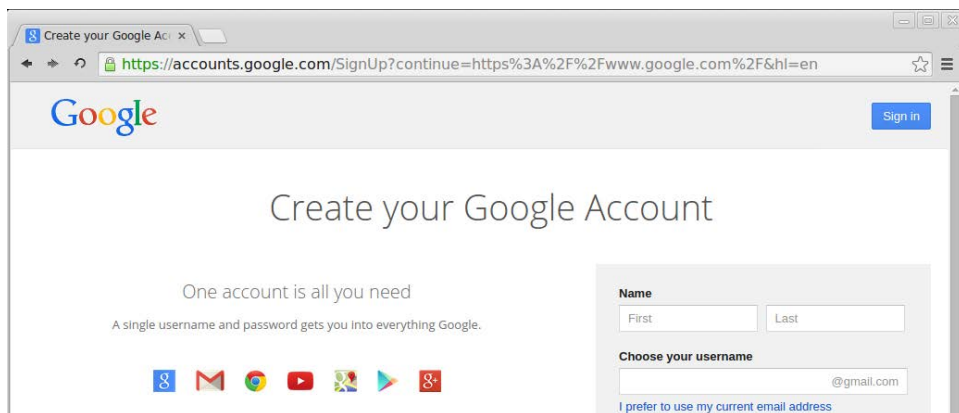 Create your Google Acc
https://accounts.google.com/SignUp?continue=https%3A%2F%2Fwww.google.com%2F&hl=en
Google
Sign in
Create your Google Account
One account is all you need
A single username and password gets you into everything Google.
Name
First Last
Choose your username
@gmail.com
I prefer to use my current email address